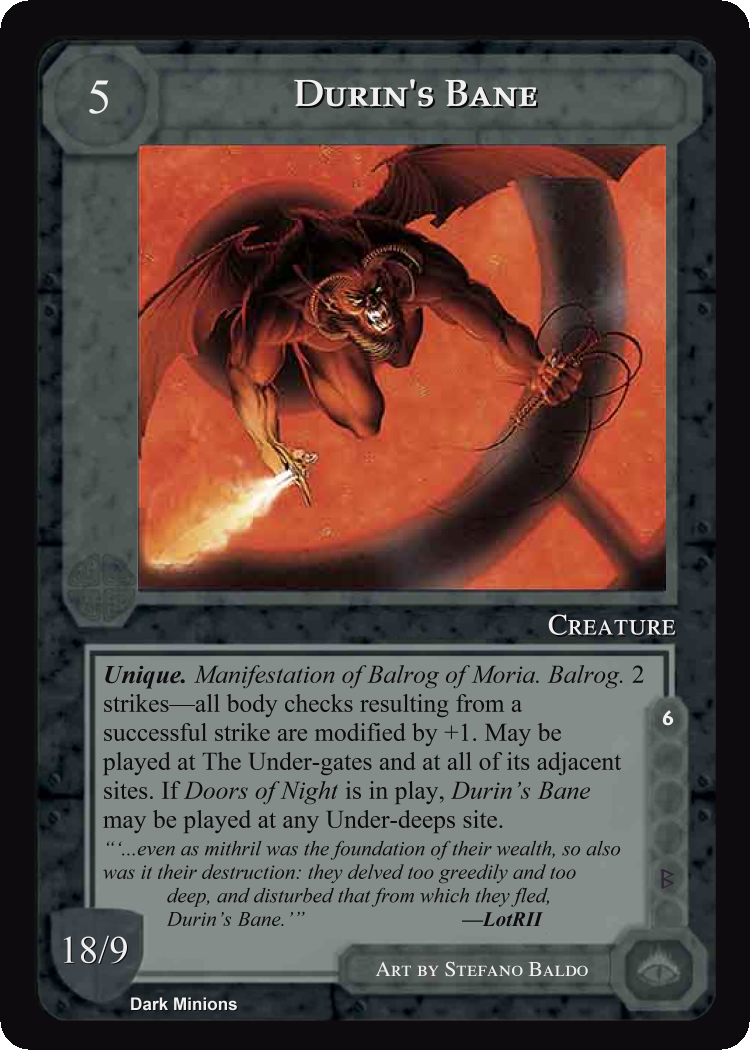 5
DURIN'S BANE
CREATURE
Unique. Manifestation of Balrog of Moria. Balrog. 2
strikes—all body checks resulting from a
successful strike are modified by +1. May be
played at The Under-gates and at all of its adjacent
sites. If Doors of Night is in play, Durin's Bane
may be played at any Under-deeps site.
"'...even as mithril was the foundation of their wealth, so also
was it their destruction: they delved too greedily and too
deep, and disturbed that from which they fled,
Durin's Bane.'" —LotRII
6
B
18/9
ART BY STEFANO BALDO
Dark Minions